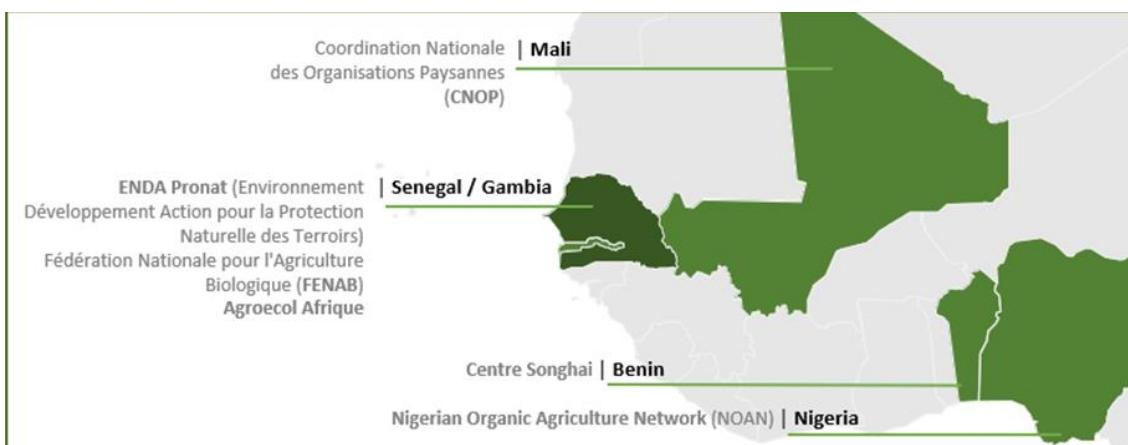 Coordination Nationale | Mali
des Organisations Paysannes
(CNOP)
ENDA Pronat (Environnement | Senegal / Gambia
Développement Action pour la Protection
Naturelle des Terroirs)
Fédération Nationale pour l'Agriculture
Biologique (FENAB)
Agroecol Afrique
Centre Songhai | Benin
Nigerian Organic Agriculture Network (NOAN) | Nigeria